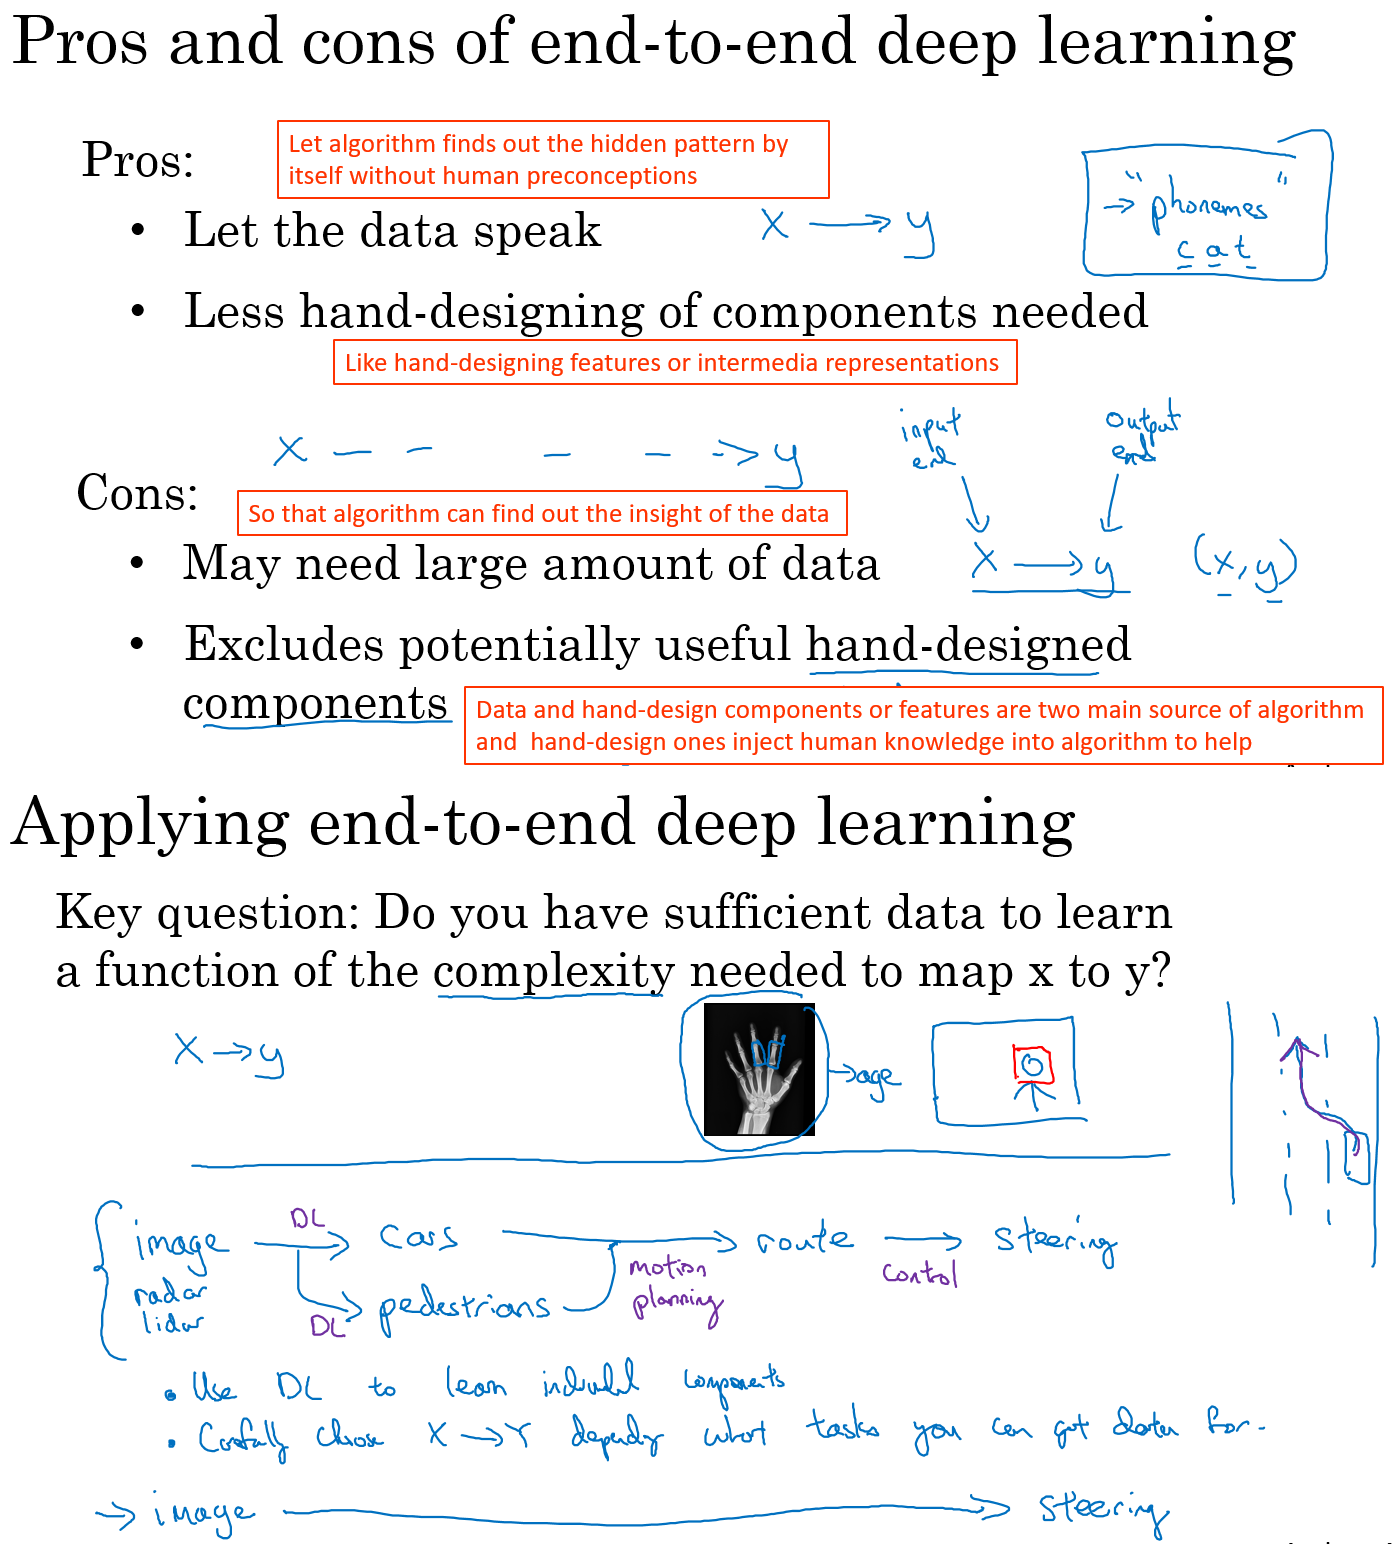 Pros and cons of end-to-end deep learning
Pros:
Let algorithm finds out the hidden pattern by
itself without human preconceptions
• Let the data speak
x → y
→ "phonemes"
c a t
• Less hand-designing of components needed
Like hand-designing features or intermedia representations
x - - - - -> y
input
end
output
end
Cons:
So that algorithm can find out the insight of the data
• May need large amount of data
x → y
(x, y)
• Excludes potentially useful hand-designed
components
Data and hand-design components or features are two main source of algorithm
and hand-design ones inject human knowledge into algorithm to help
Applying end-to-end deep learning
Key question: Do you have sufficient data to learn
a function of the complexity needed to map x to y?
x → y
→ age
image
radar
lidar
DL
cars
DL
pedestrians
motion
planning
route
control
steering
• Use DL to learn individual components
• Carefully choose X → Y depending what tasks you can get data for.
→ image → steering